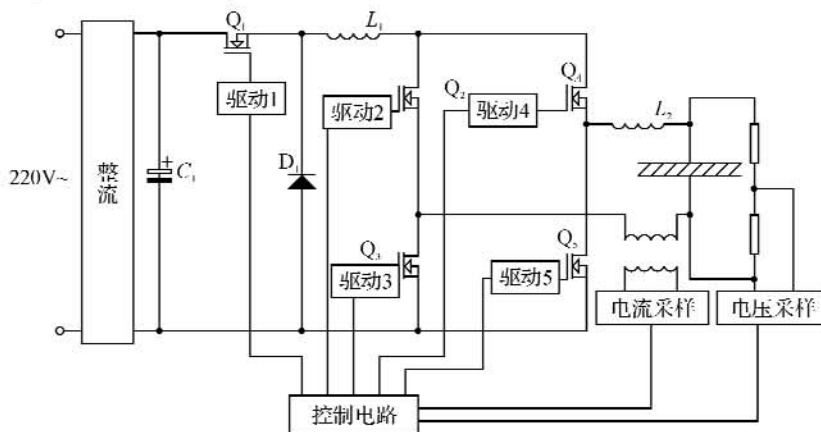 Q₁
L₁
驱动1
Q₂
驱动2
Q₄
驱动4
L₂
220V~
整流
+
C₁
D₁
Q₃
驱动3
Q₅
驱动5
电流采样
电压采样
控制电路